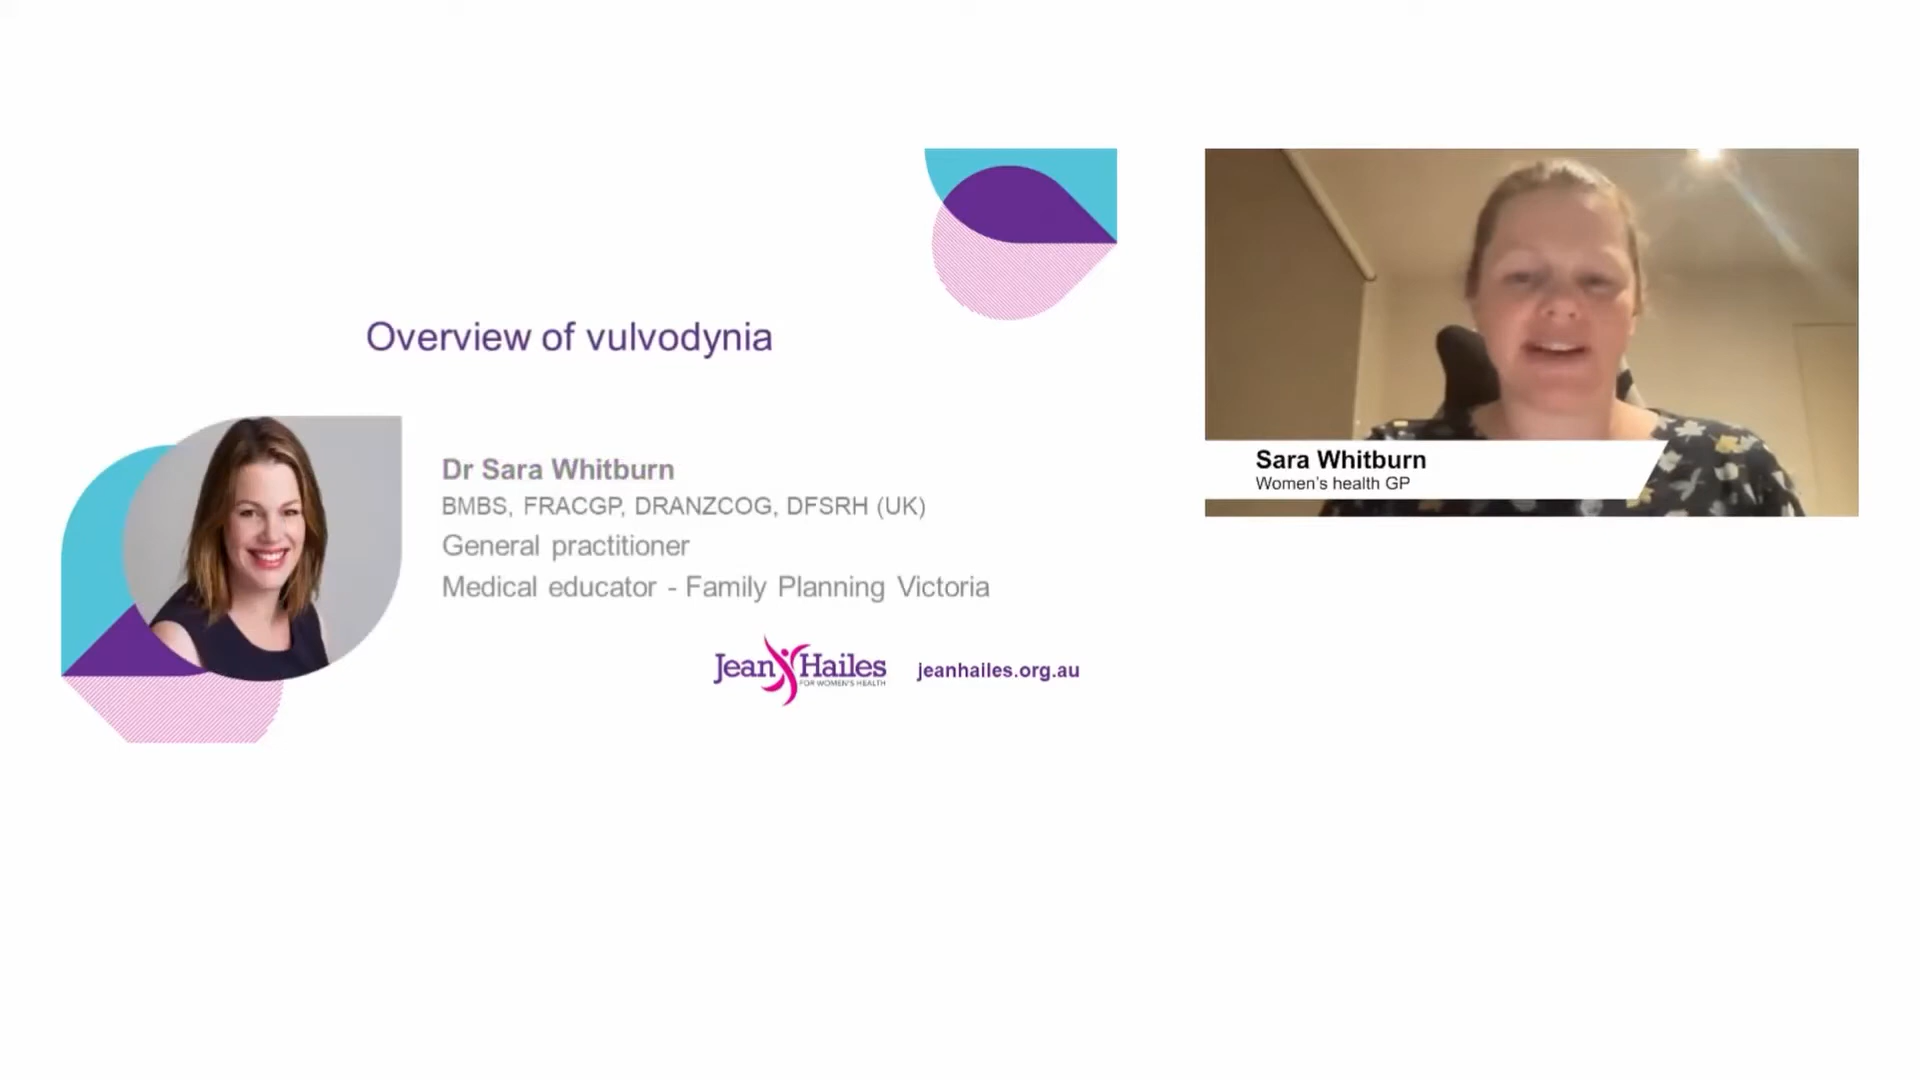 Overview of vulvodynia
Dr Sara Whitburn
BMBS, FRACGP, DRANZCOG, DFSRH (UK)
General practitioner
Medical educator - Family Planning Victoria
Jean Hailes
FOR WOMEN'S HEALTH
jeanhailes.org.au
Sara Whitburn
Women's health GP